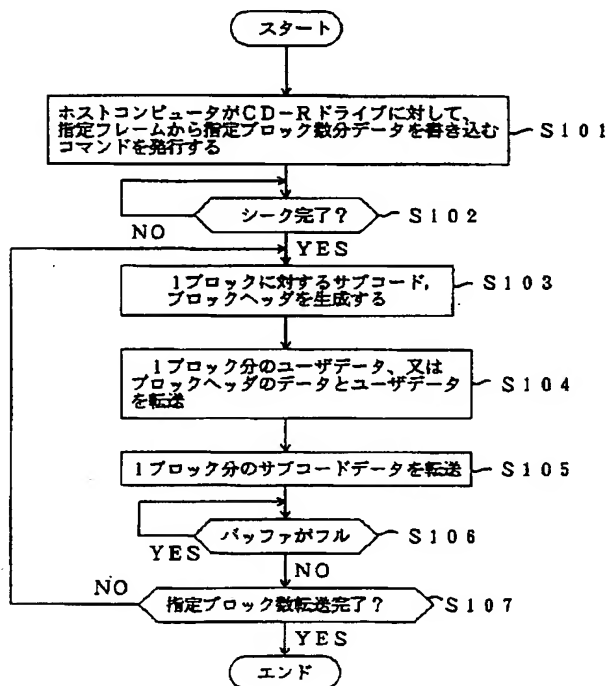 スタート
ホストコンピュータがCD-Rドライブに対して、
指定フレームから指定ブロック数分データを書き込む
コマンドを発行する
S101
シーク完了?
S102
NO
YES
1ブロックに対するサブコード,
ブロックヘッダを生成する
S103
1ブロック分のユーザデータ、又は
ブロックヘッダのデータとユーザデータ
を転送
S104
1ブロック分のサブコードデータを転送
S105
バッファがフル
S106
YES
NO
NO
指定ブロック数転送完了?
S107
YES
エンド